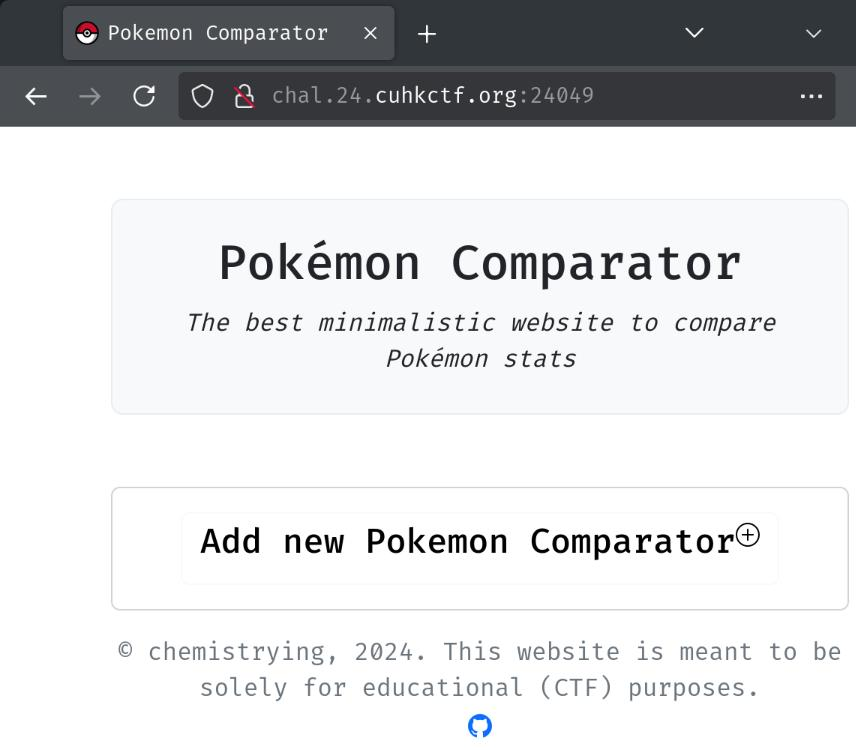 Pokemon Comparator
chal.24.cuhkctf.org:24049
Pokémon Comparator
The best minimalistic website to compare
Pokémon stats
Add new Pokemon Comparator
© chemistrying, 2024. This website is meant to be
solely for educational (CTF) purposes.